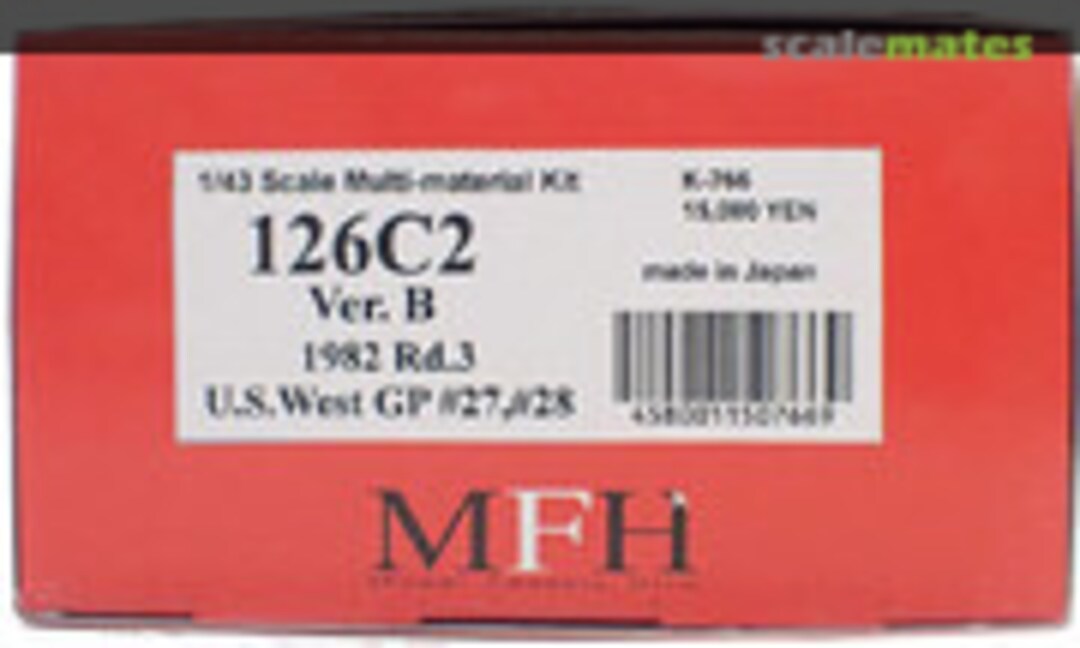 scalemates
1/43 Scale Multi-material Kit
K-766
15,000 YEN
126C2
Ver. B
made in Japan
1982 Rd.3
U.S.West GP #27,#28
4580011507669
MFH